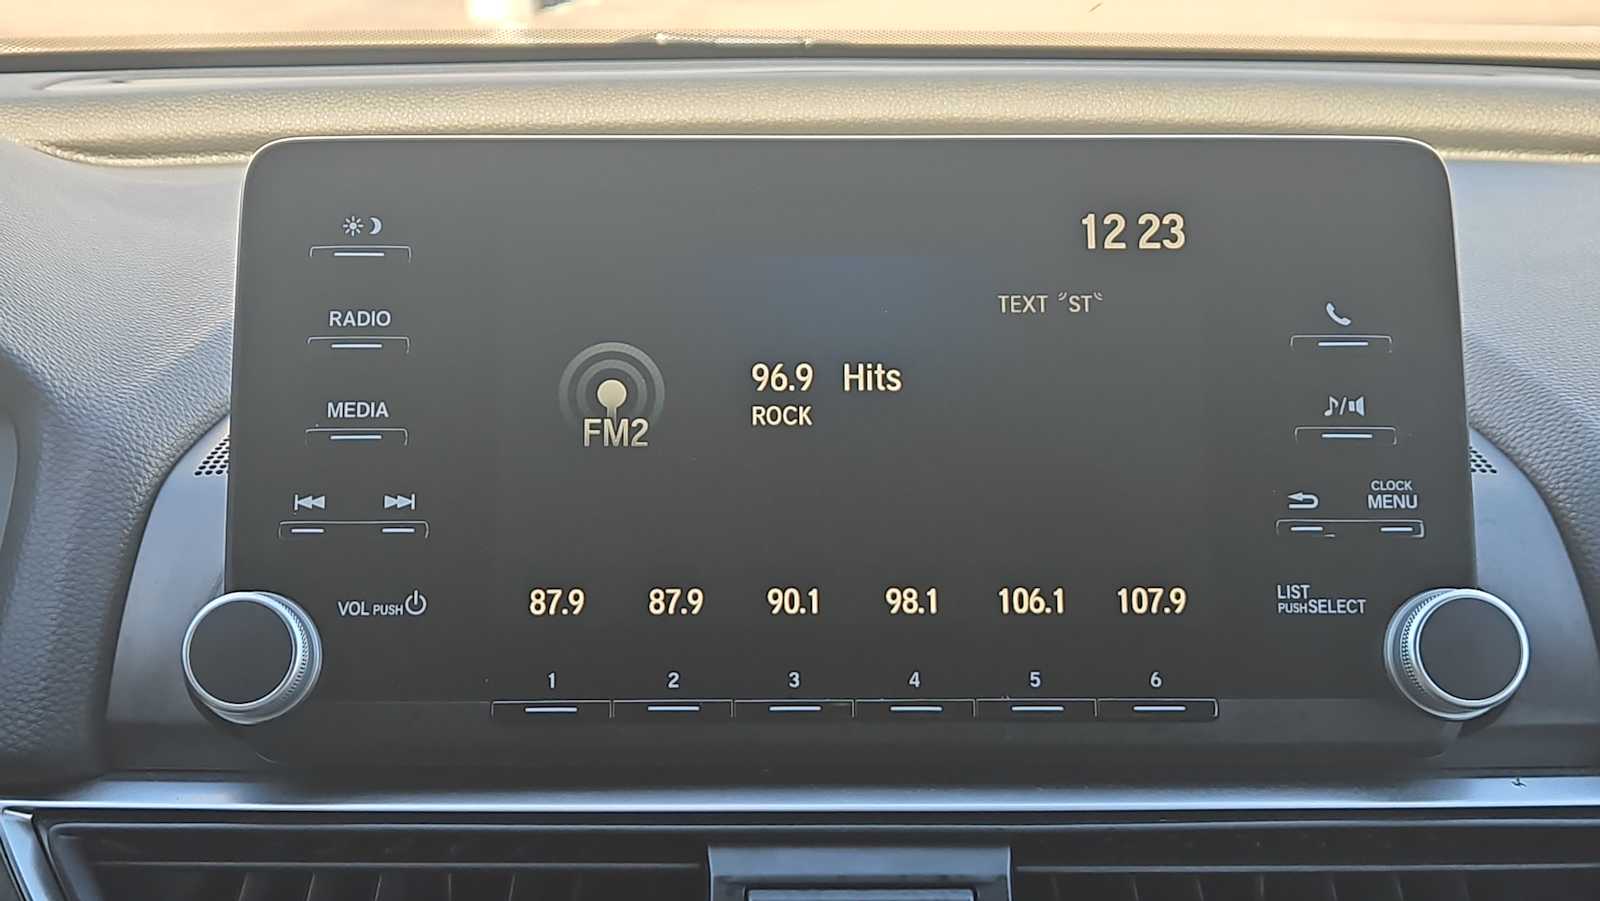 12 23
TEXT ST
RADIO
96.9 Hits
ROCK
FM2
MEDIA
CLOCK
MENU
VOL PUSH
87.9 87.9 90.1 98.1 106.1 107.9
LIST
PUSH SELECT
1 2 3 4 5 6